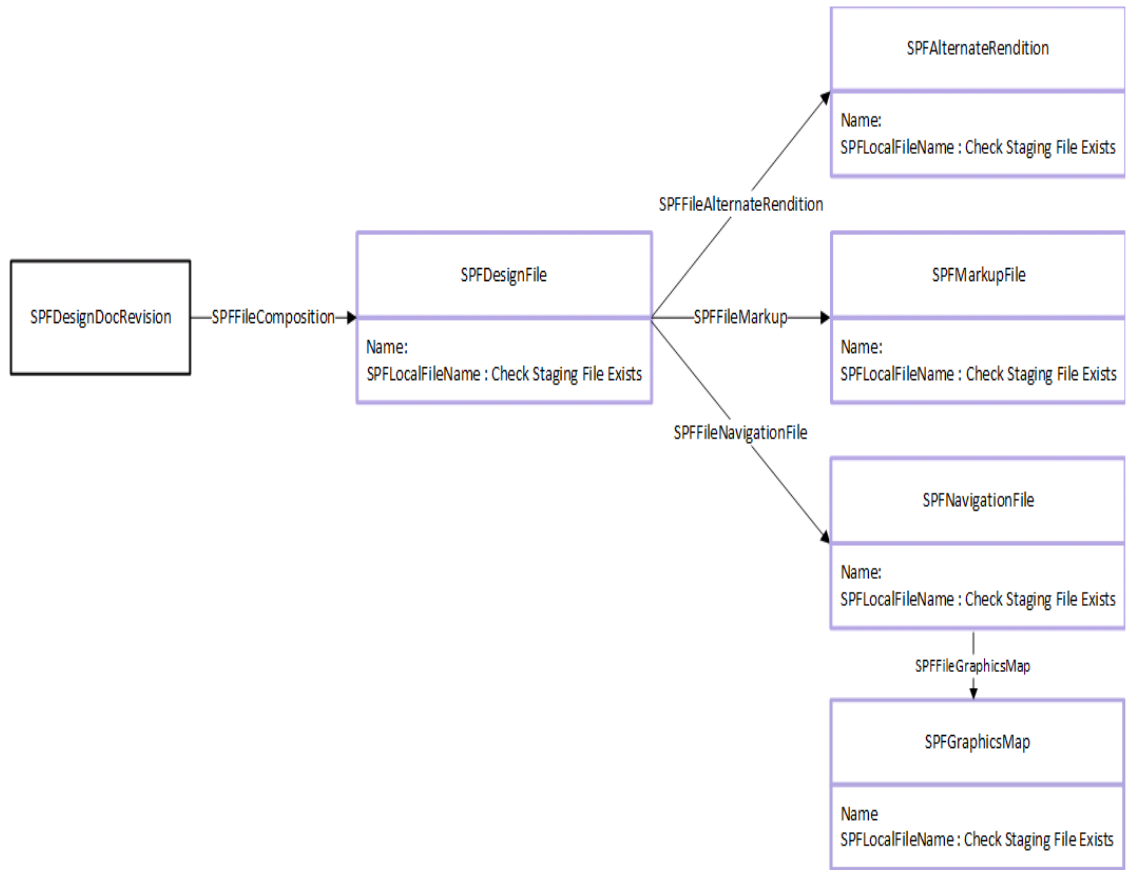 SPFAlternateRendition
Name:
SPFLocalFileName : Check Staging File Exists
SPFFileAlternateRendition
SPFDesignDocRevision
SPFFileComposition
SPFDesignFile
Name:
SPFLocalFileName : Check Staging File Exists
SPFFileMarkup
SPFMarkupFile
Name:
SPFLocalFileName : Check Staging File Exists
SPFFileNavigationFile
SPFNavigationFile
Name:
SPFLocalFileName : Check Staging File Exists
SPFFileGraphicsMap
SPFGraphicsMap
Name
SPFLocalFileName : Check Staging File Exists